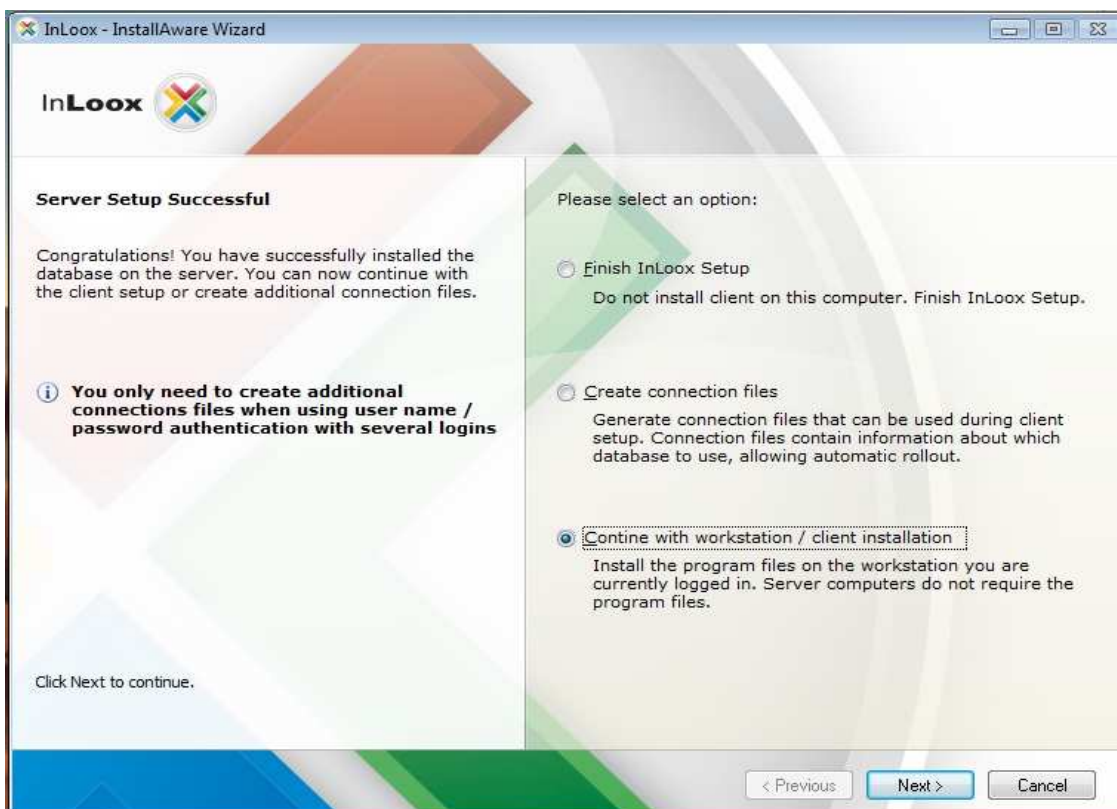 InLoox - InstallAware Wizard
InLoox
Server Setup Successful
Congratulations! You have successfully installed the
database on the server. You can now continue with
the client setup or create additional connection files.
You only need to create additional
connections files when using user name /
password authentication with several logins
Click Next to continue.
Please select an option:
Finish InLoox Setup
Do not install client on this computer. Finish InLoox Setup.
Create connection files
Generate connection files that can be used during client
setup. Connection files contain information about which
database to use, allowing automatic rollout.
Contine with workstation / client installation
Install the program files on the workstation you are
currently logged in. Server computers do not require the
program files.
< Previous
Next >
Cancel